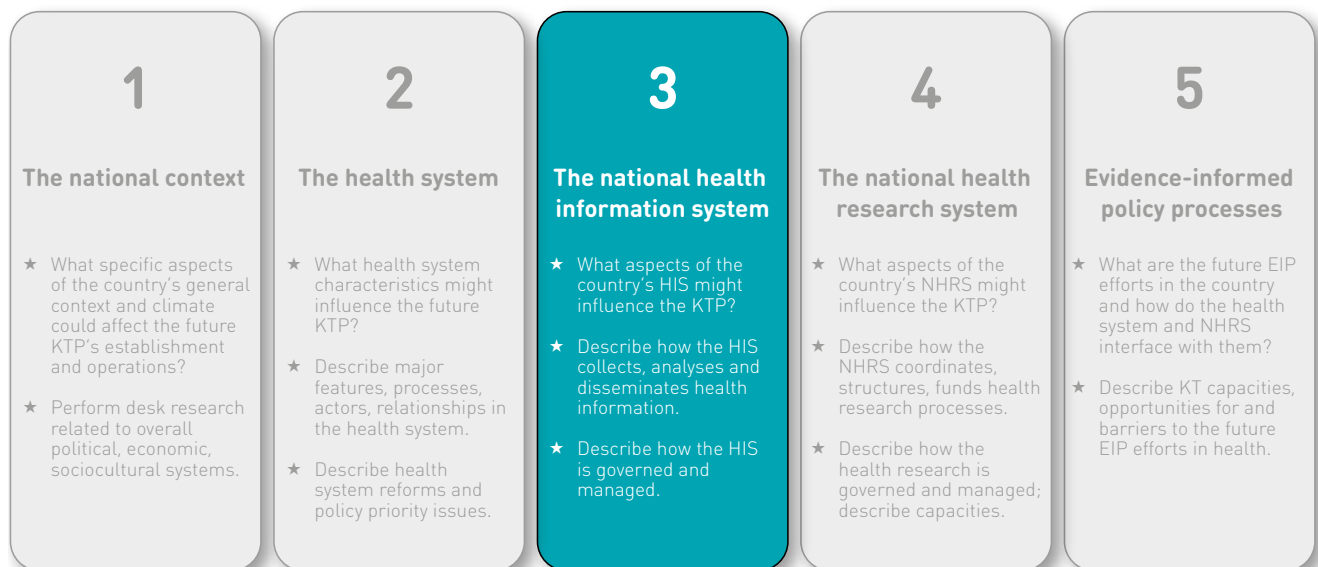 1
The national context
★ What specific aspects
of the country's general
context and climate
could affect the future
KTP's establishment
and operations?
★ Perform desk research
related to overall
political, economic,
sociocultural systems.
2
The health system
★ What health system
characteristics might
influence the future
KTP?
★ Describe major
features, processes,
actors, relationships in
the health system.
★ Describe health
system reforms and
policy priority issues.
3
The national health
information system
★ What aspects of the
country's HIS might
influence the KTP?
★ Describe how the HIS
collects, analyses and
disseminates health
information.
★ Describe how the HIS
is governed and
managed.
4
The national health
research system
★ What aspects of the
country's NHRS might
influence the KTP?
★ Describe how the
NHRS coordinates,
structures, funds health
research processes.
★ Describe how the
health research is
governed and managed;
describe capacities.
5
Evidence-informed
policy processes
★ What are the future EIP
efforts in the country
and how do the health
system and NHRS
interface with them?
★ Describe KT capacities,
opportunities for and
barriers to the future
EIP efforts in health.